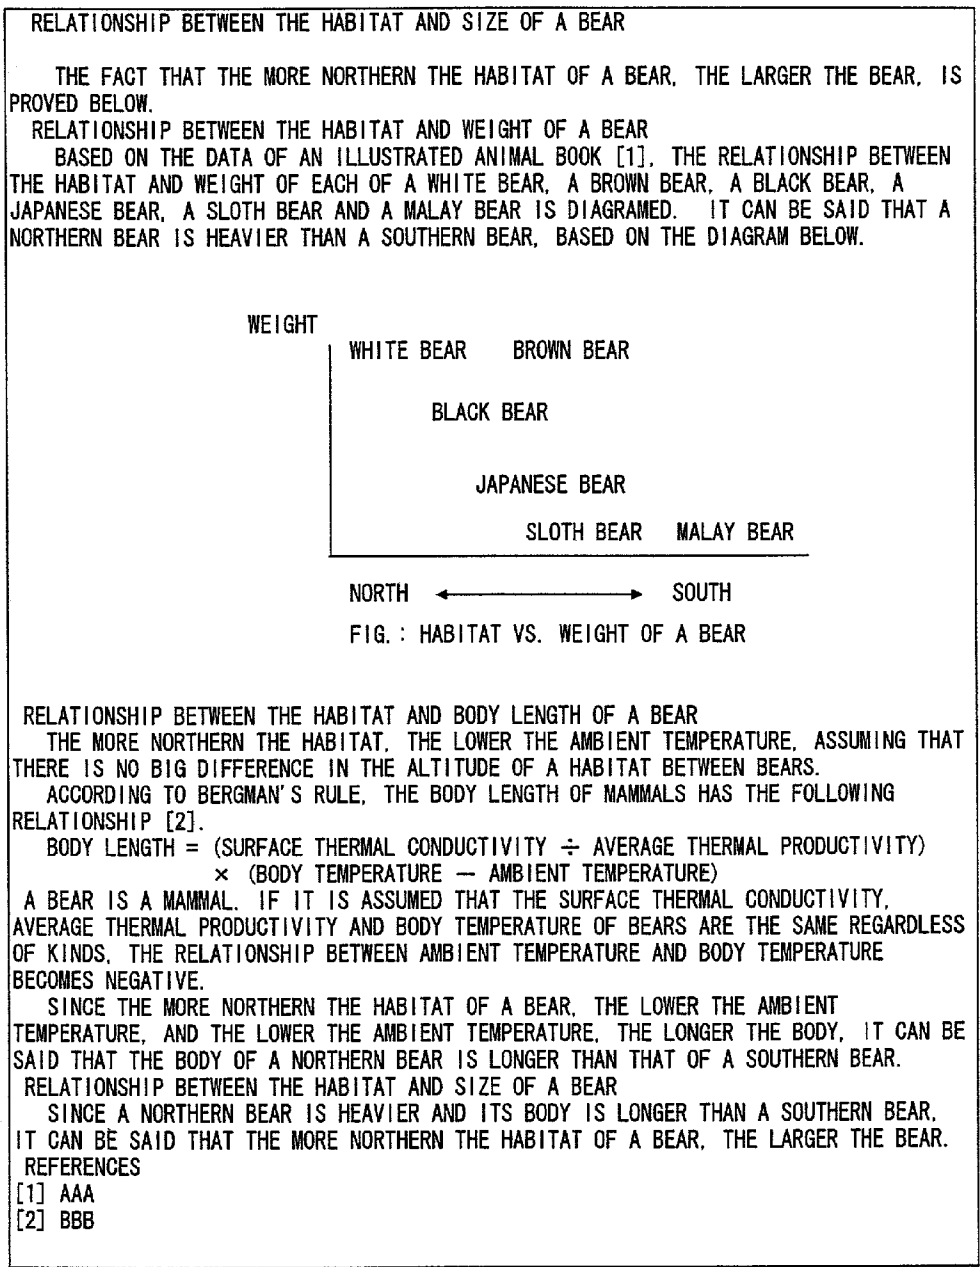 RELATIONSHIP BETWEEN THE HABITAT AND SIZE OF A BEAR
THE FACT THAT THE MORE NORTHERN THE HABITAT OF A BEAR, THE LARGER THE BEAR, IS
PROVED BELOW.
RELATIONSHIP BETWEEN THE HABITAT AND WEIGHT OF A BEAR
BASED ON THE DATA OF AN ILLUSTRATED ANIMAL BOOK [1], THE RELATIONSHIP BETWEEN
THE HABITAT AND WEIGHT OF EACH OF A WHITE BEAR, A BROWN BEAR, A BLACK BEAR, A
JAPANESE BEAR, A SLOTH BEAR AND A MALAY BEAR IS DIAGRAMED. IT CAN BE SAID THAT A
NORTHERN BEAR IS HEAVIER THAN A SOUTHERN BEAR, BASED ON THE DIAGRAM BELOW.
WEIGHT
WHITE BEAR BROWN BEAR
BLACK BEAR
JAPANESE BEAR
SLOTH BEAR MALAY BEAR
NORTH ←→ SOUTH
FIG. : HABITAT VS. WEIGHT OF A BEAR
RELATIONSHIP BETWEEN THE HABITAT AND BODY LENGTH OF A BEAR
THE MORE NORTHERN THE HABITAT, THE LOWER THE AMBIENT TEMPERATURE, ASSUMING THAT
THERE IS NO BIG DIFFERENCE IN THE ALTITUDE OF A HABITAT BETWEEN BEARS.
ACCORDING TO BERGMAN'S RULE, THE BODY LENGTH OF MAMMALS HAS THE FOLLOWING
RELATIONSHIP [2].
BODY LENGTH = (SURFACE THERMAL CONDUCTIVITY ÷ AVERAGE THERMAL PRODUCTIVITY)
× (BODY TEMPERATURE — AMBIENT TEMPERATURE)
A BEAR IS A MAMMAL. IF IT IS ASSUMED THAT THE SURFACE THERMAL CONDUCTIVITY,
AVERAGE THERMAL PRODUCTIVITY AND BODY TEMPERATURE OF BEARS ARE THE SAME REGARDLESS
OF KINDS, THE RELATIONSHIP BETWEEN AMBIENT TEMPERATURE AND BODY TEMPERATURE
BECOMES NEGATIVE.
SINCE THE MORE NORTHERN THE HABITAT OF A BEAR, THE LOWER THE AMBIENT
TEMPERATURE, AND THE LOWER THE AMBIENT TEMPERATURE, THE LONGER THE BODY, IT CAN BE
SAID THAT THE BODY OF A NORTHERN BEAR IS LONGER THAN THAT OF A SOUTHERN BEAR.
RELATIONSHIP BETWEEN THE HABITAT AND SIZE OF A BEAR
SINCE A NORTHERN BEAR IS HEAVIER AND ITS BODY IS LONGER THAN A SOUTHERN BEAR,
IT CAN BE SAID THAT THE MORE NORTHERN THE HABITAT OF A BEAR, THE LARGER THE BEAR.
REFERENCES
[1] AAA
[2] BBB